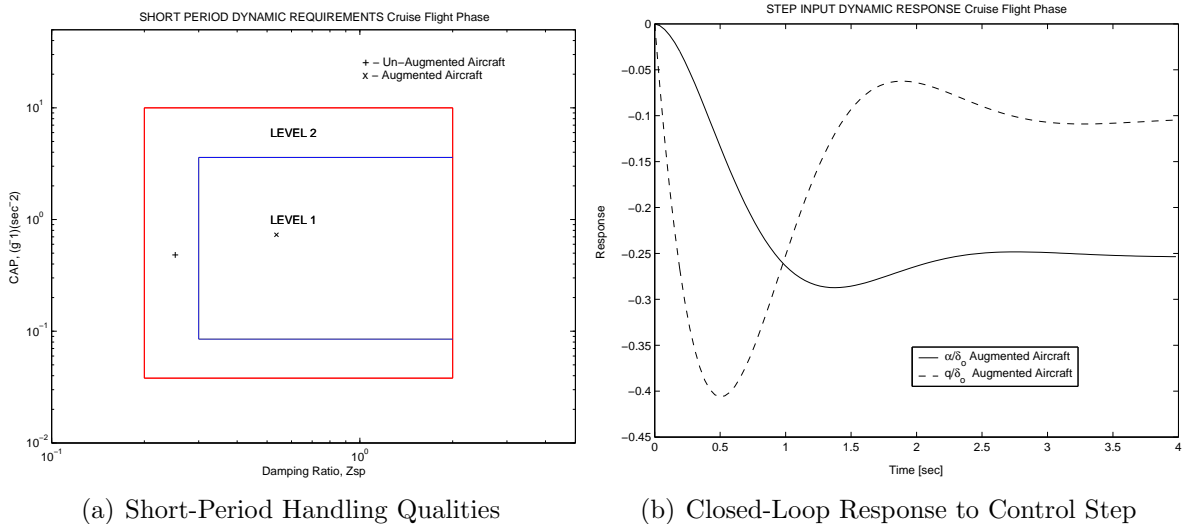 SHORT PERIOD DYNAMIC REQUIREMENTS Cruise Flight Phase
+ – Un–Augmented Aircraft
x – Augmented Aircraft
LEVEL 2
LEVEL 1
CAP, (g‾1)(sec‾2)
10^1
10^0
10^−1
10^−2
10^−1
10^0
Damping Ratio, Zsp
(a) Short-Period Handling Qualities
STEP INPUT DYNAMIC RESPONSE Cruise Flight Phase
Response
0
−0.05
−0.1
−0.15
−0.2
−0.25
−0.3
−0.35
−0.4
−0.45
α/δ_o Augmented Aircraft
q/δ_o Augmented Aircraft
0 0.5 1 1.5 2 2.5 3 3.5 4
Time [sec]
(b) Closed-Loop Response to Control Step